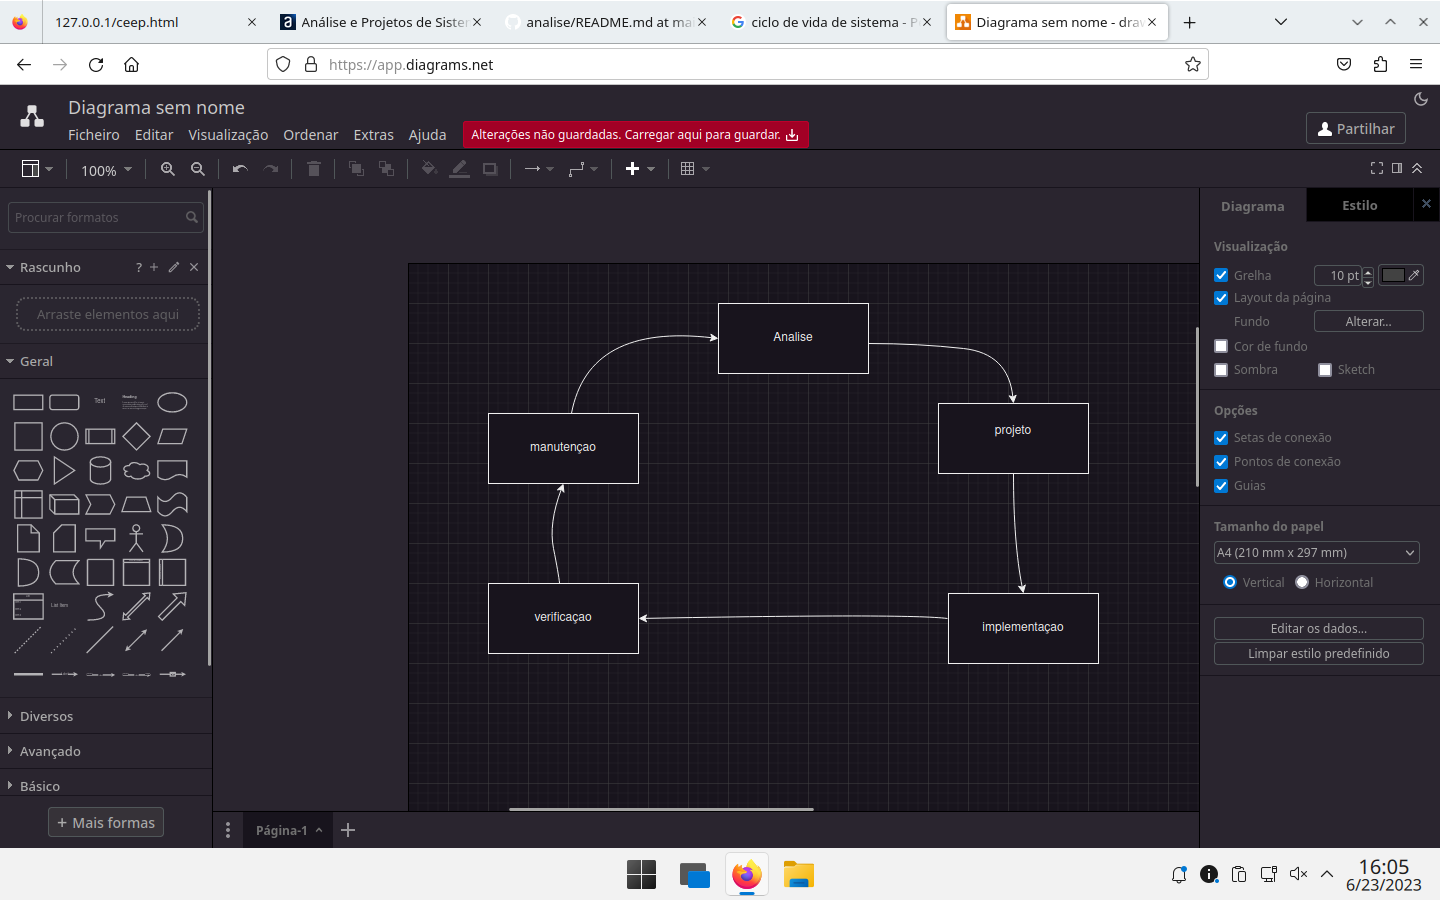 127.0.0.1/ceep.html
Análise e Projetos de Sister
analise/README.md at ma
ciclo de vida de sistema - P
Diagrama sem nome - draw
https://app.diagrams.net
Diagrama sem nome
Ficheiro Editar Visualização Ordenar Extras Ajuda
Alterações não guardadas. Carregar aqui para guardar.
Partilhar
100%
Procurar formatos
Rascunho
?
Arraste elementos aqui
Geral
Text
Heading
List Item
Diversos
Avançado
Básico
+ Mais formas
Analise
projeto
manutençao
verificaçao
implementaçao
Página-1
Diagrama
Estilo
Visualização
Grelha
10 pt
Layout da página
Fundo
Alterar...
Cor de fundo
Sombra
Sketch
Opções
Setas de conexão
Pontos de conexão
Guias
Tamanho do papel
A4 (210 mm x 297 mm)
Vertical
Horizontal
Editar os dados...
Limpar estilo predefinido
16:05
6/23/2023